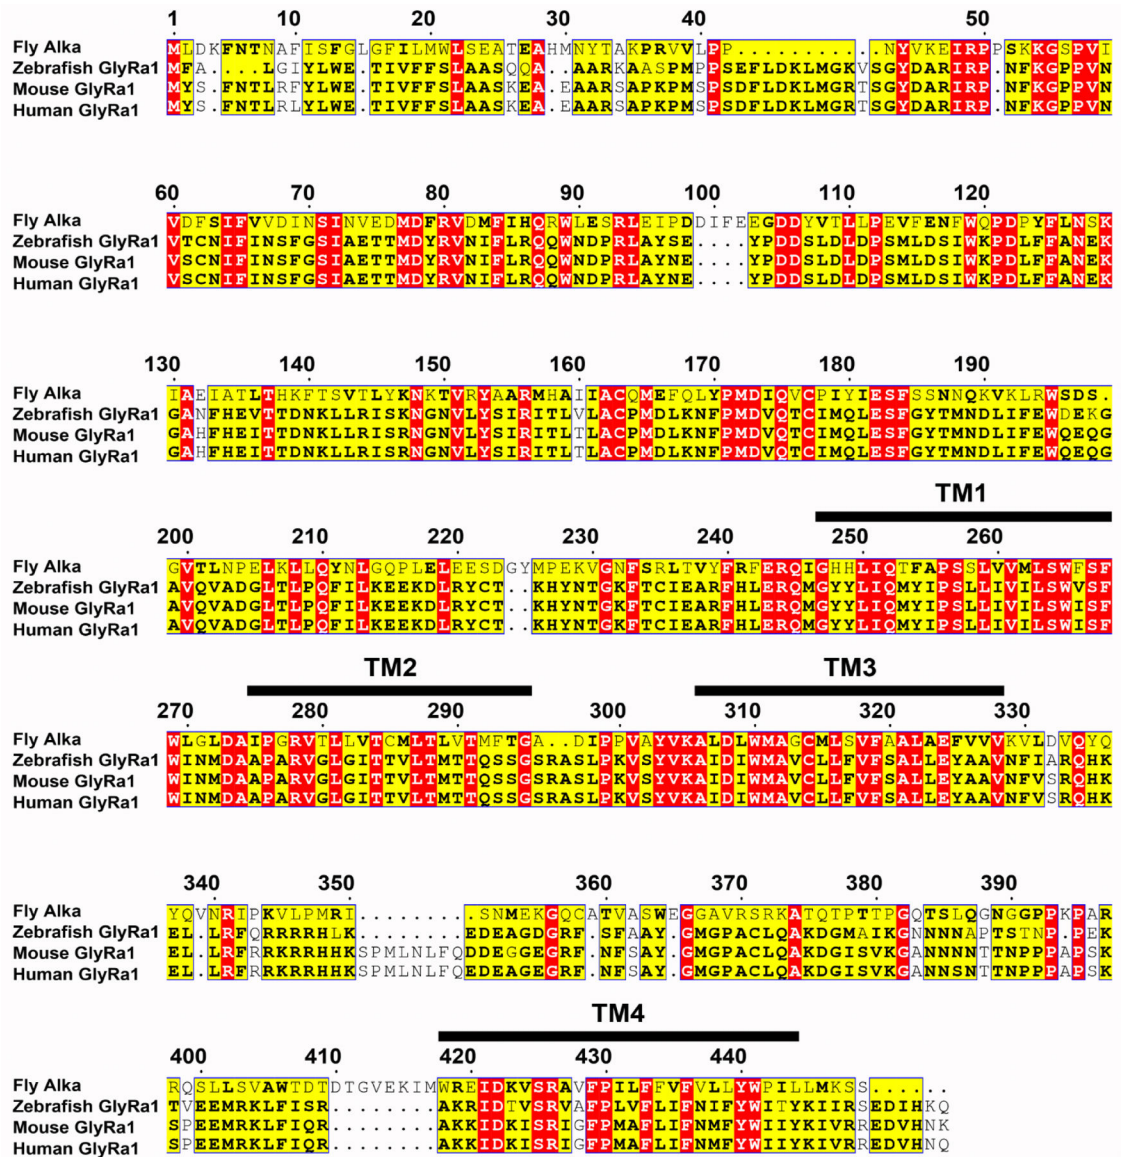 1 10 20 30 40 50
Fly Alka MLDKFNTNAFISFGLGFILMWLSEATEAHMNYTAKPRVVLPP...........NYVKEIRPPSKKGSPVI
Zebrafish GlyRa1 MFA...LGIYLWE.TIVFFSLAASQQA..AARKAASPMPPSEFLDKLMGKVSGYDARIRP.NFKGPPVN
Mouse GlyRa1 MYS.FNTLRFYLWE.TIVFFSLAASKEA.EAARSAPKPMSPSDFLDKLMGRTSGYDARIRP.NFKGPPVN
Human GlyRa1 MYS.FNTLRLYLWE.TIVFFSLAASKEA.EAARSAPKPMSPSDFLDKLMGRTSGYDARIRP.NFKGPPVN
60 70 80 90 100 110 120
Fly Alka VDFSIFVVDINSINVEDMDFRVDMFIHQRWLESRLEIPDDIFEEGDDYVTLLPEVFENFWQPDPYFLNSK
Zebrafish GlyRa1 VTCNIFINSFGSIAETTMDYRVNIFLRQQWNDPRLAYSE....YPDDSLDLDPSMLDSIWKPDLFFANEK
Mouse GlyRa1 VSCNIFINSFGSIAETTMDYRVNIFLRQQWNDPRLAYNE....YPDDSLDLDPSMLDSIWKPDLFFANEK
Human GlyRa1 VSCNIFINSFGSIAETTMDYRVNIFLRQQWNDPRLAYNE....YPDDSLDLDPSMLDSIWKPDLFFANEK
130 140 150 160 170 180 190
Fly Alka IAEIATLTHKFTSVTLYKNKTVRYAARMHAIIACQMEFQLYPMDIQVCPIYIESFSSNNQKVKLRWSDS.
Zebrafish GlyRa1 GANFHEVTTDNKLLRISKNGNVLYSIRITLVLACPMDLKNFPMDVQTCIMQLESFGYTMNDLIFEWDEKG
Mouse GlyRa1 GAHFHEITTDNKLLRISRNGNVLYSIRITLTLACPMDLKNFPMDVQTCIMQLESFGYTMNDLIFEWQEQG
Human GlyRa1 GAHFHEITTDNKLLRISRNGNVLYSIRITLTLACPMDLKNFPMDVQTCIMQLESFGYTMNDLIFEWQEQG
TM1
200 210 220 230 240 250 260
Fly Alka GVTLNPELKLLQYNLGQPLELEESDGYMPEKVGNFSRLTVYFRFERQIGHHLIQTFAPSSLVVMLSWFSF
Zebrafish GlyRa1 AVQVADGLTLPQFILKEEKDLRYCT..KHYNTGKFTCIEARFHLERQMGYYLIQMYIPSLLIVILSWVSF
Mouse GlyRa1 AVQVADGLTLPQFILKEEKDLRYCT..KHYNTGKFTCIEARFHLERQMGYYLIQMYIPSLLIVILSWISF
Human GlyRa1 AVQVADGLTLPQFILKEEKDLRYCT..KHYNTGKFTCIEARFHLERQMGYYLIQMYIPSLLIVILSWISF
TM2 TM3
270 280 290 300 310 320 330
Fly Alka WLGLDAIPGRVTLLVTCMLTLVTMFTGA..DIPPVAYVKALDLWMAGCMLSVFAALAEFVVVKVLDVQYQ
Zebrafish GlyRa1 WINMDAAPARVGLGITTVLTMTTQSSGSRASLPKVSYVKAIDIWMAVCLLFVFSALLEYAAVNFIARQHK
Mouse GlyRa1 WINMDAAPARVGLGITTVLTMTTQSSGSRASLPKVSYVKAIDIWMAVCLLFVFSALLEYAAVNFVSRQHK
Human GlyRa1 WINMDAAPARVGLGITTVLTMTTQSSGSRASLPKVSYVKAIDIWMAVCLLFVFSALLEYAAVNFVSRQHK
340 350 360 370 380 390
Fly Alka YQVNRIPKVLPMRI........SNMEKGQCATVASWEGGAVRSRKATQTPTTPGQTSLQGNGGPPKPAR
Zebrafish GlyRa1 EL.LRFQRRRRHLK........EDEAGDGRF.SFAAY.GMGPACLQAKDGMAIKGNNNNAPTSTNP.PEK
Mouse GlyRa1 EL.LRFRRKRRHHKSPMLNLFQDDEGGEGRF.NFSAY.GMGPACLQAKDGISVKGANNNNTTNPPPAPSK
Human GlyRa1 EL.LRFRRKRRHHKSPMLNLFQEDEAGEGRF.NFSAY.GMGPACLQAKDGISVKGANNNSNTTNPPPAPSK
TM4
400 410 420 430 440
Fly Alka RQSLLSVAWTDTDTGVEKIMWREIDKVSRAVFPILFFVFVLLYWPILLMKSS......
Zebrafish GlyRa1 TVEEMRKLFISR........AKRIDTVSRVAFPLVFLIFNIFYWITYKIIRSEDIHKQ
Mouse GlyRa1 SPEEMRKLFIQR........AKKIDKISRIGFPMAFLIFNMFYWIIYKIVRREDVHNK
Human GlyRa1 SPEEMRKLFIQR........AKKIDKISRIGFPMAFLIFNMFYWIIYKIVRREDVHNQ